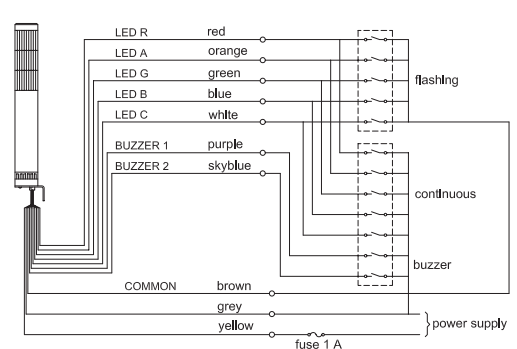 LED R red
LED A orange
LED G green
LED B blue
LED C white
flashing
BUZZER 1 purple
BUZZER 2 skyblue
continuous
buzzer
COMMON brown
grey
yellow
power supply
fuse 1 A